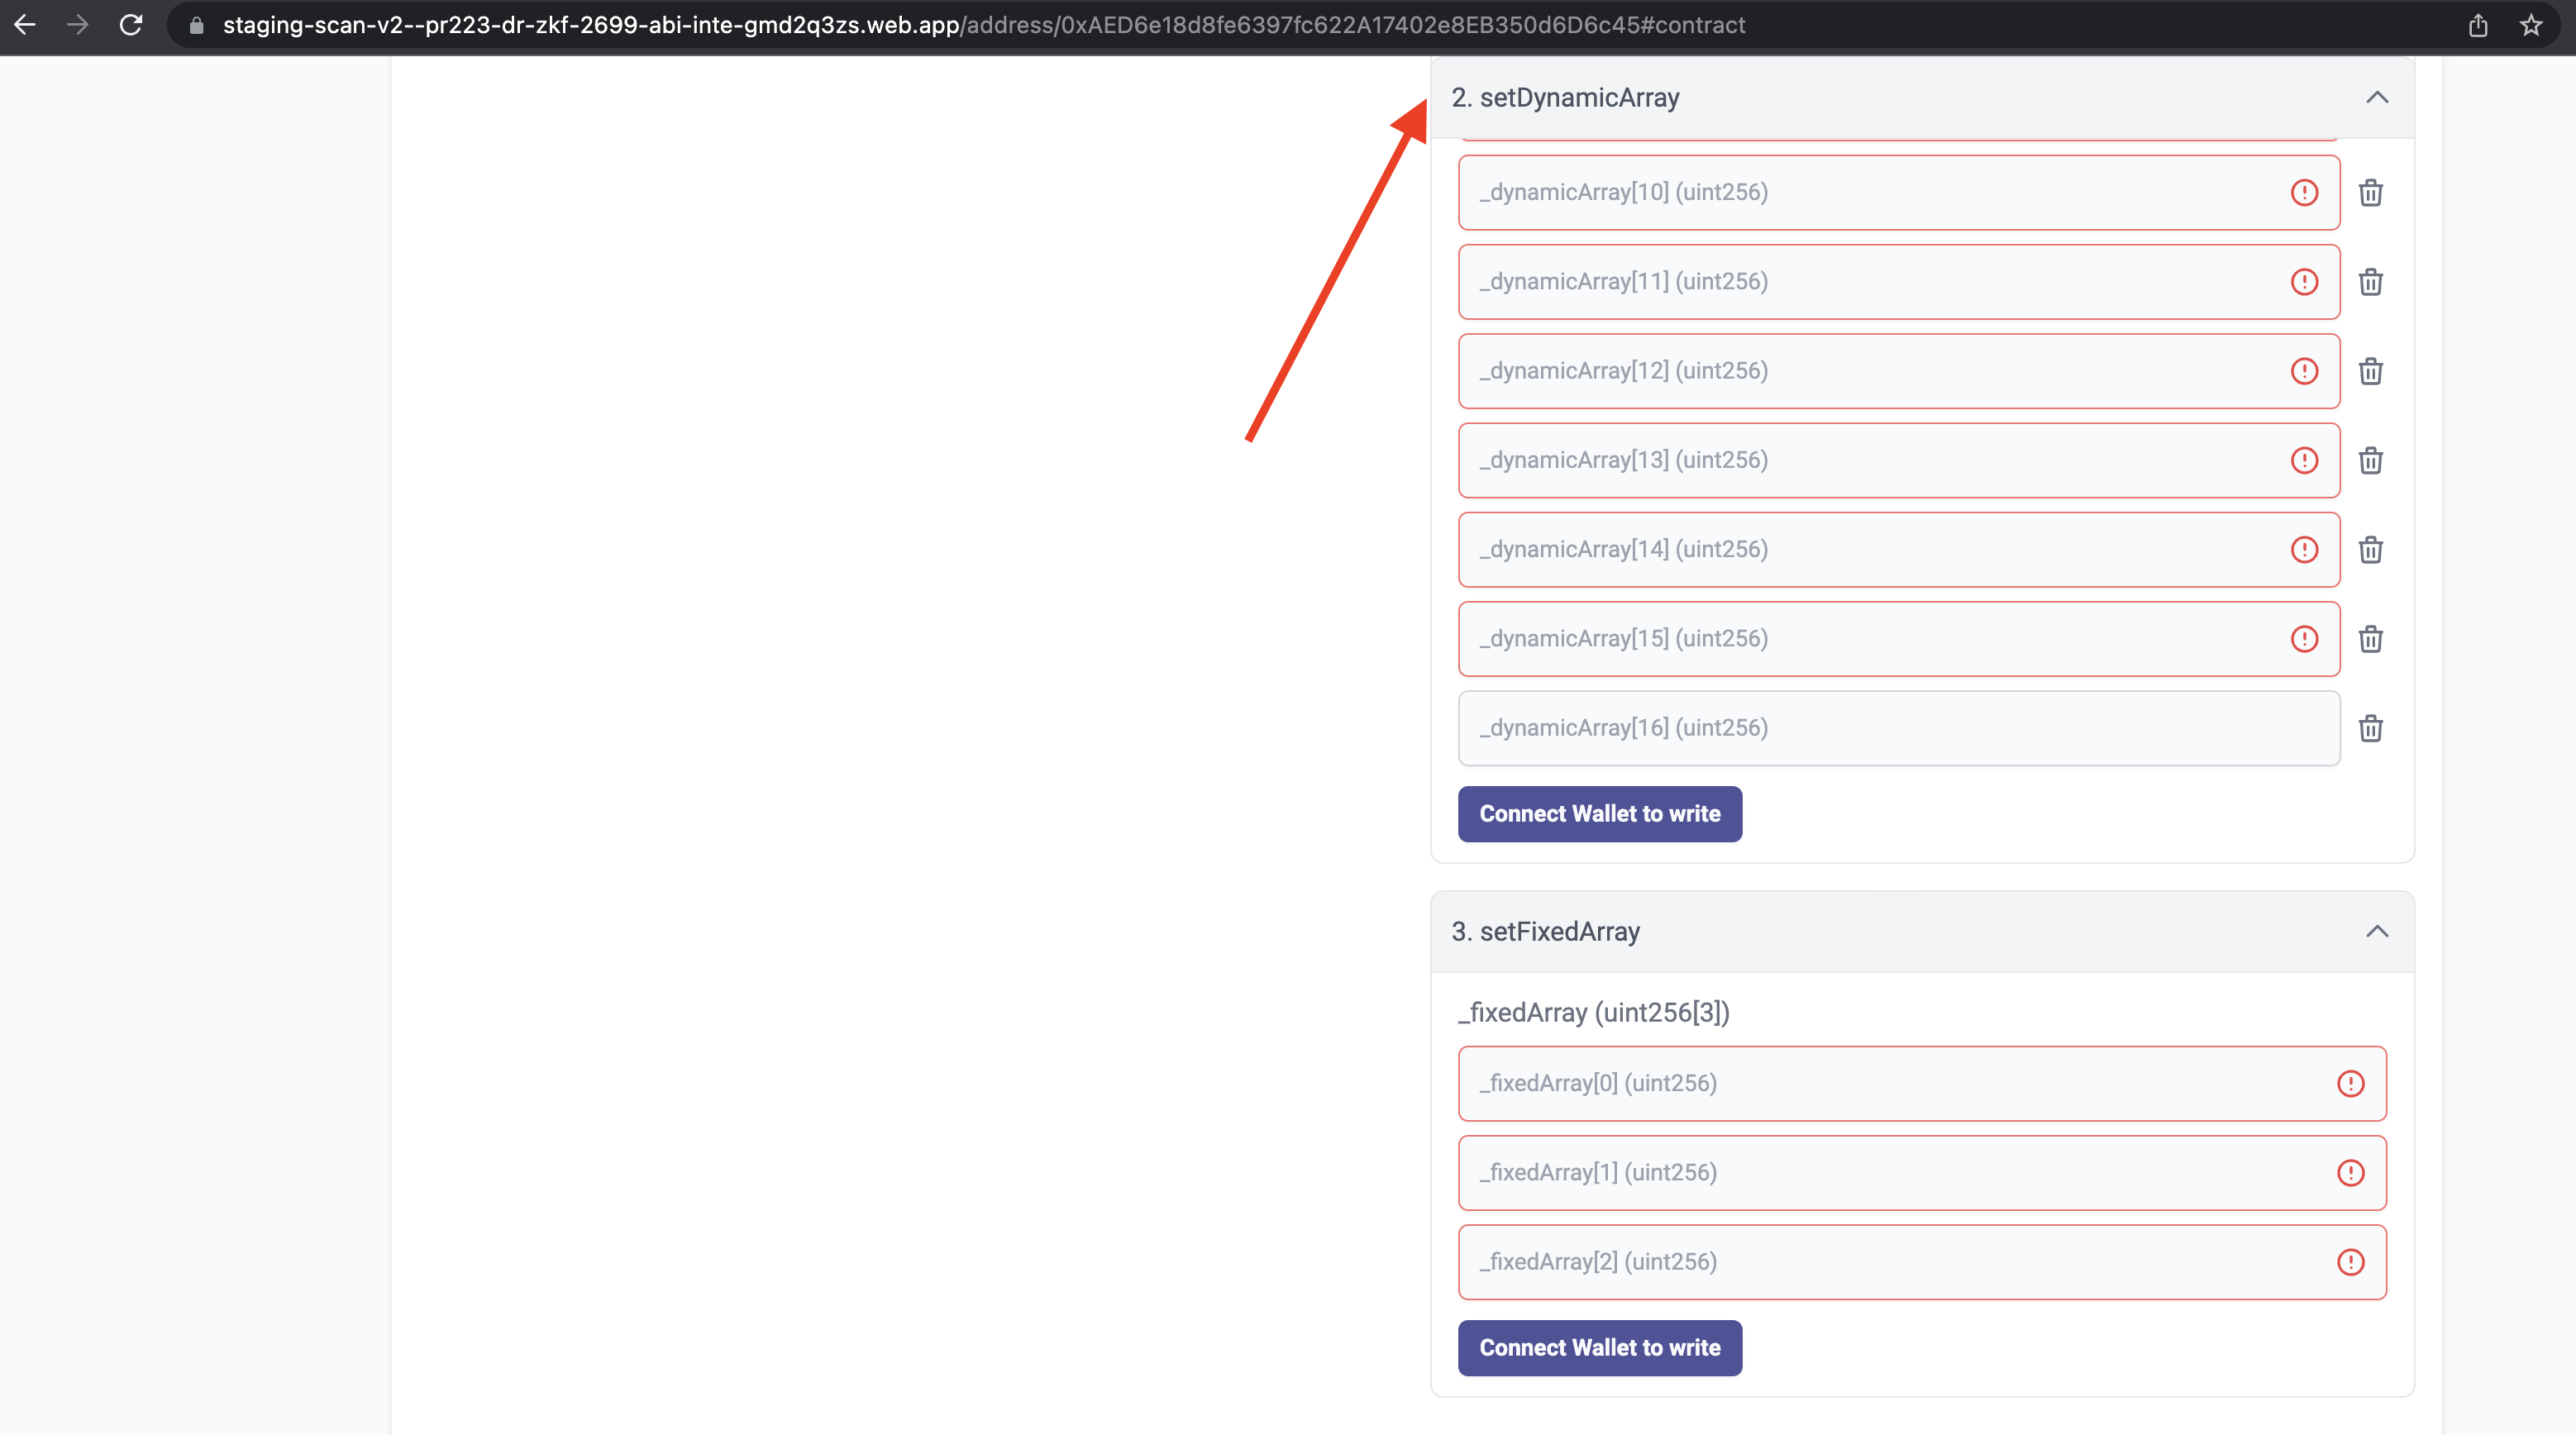 staging-scan-v2--pr223-dr-zkf-2699-abi-inte-gmd2q3zs.web.app/address/0xAED6e18d8fe6397fc622A17402e8EB350d6D6c45#contract
2. setDynamicArray
_dynamicArray[10] (uint256)
_dynamicArray[11] (uint256)
_dynamicArray[12] (uint256)
_dynamicArray[13] (uint256)
_dynamicArray[14] (uint256)
_dynamicArray[15] (uint256)
_dynamicArray[16] (uint256)
Connect Wallet to write
3. setFixedArray
_fixedArray (uint256[3])
_fixedArray[0] (uint256)
_fixedArray[1] (uint256)
_fixedArray[2] (uint256)
Connect Wallet to write